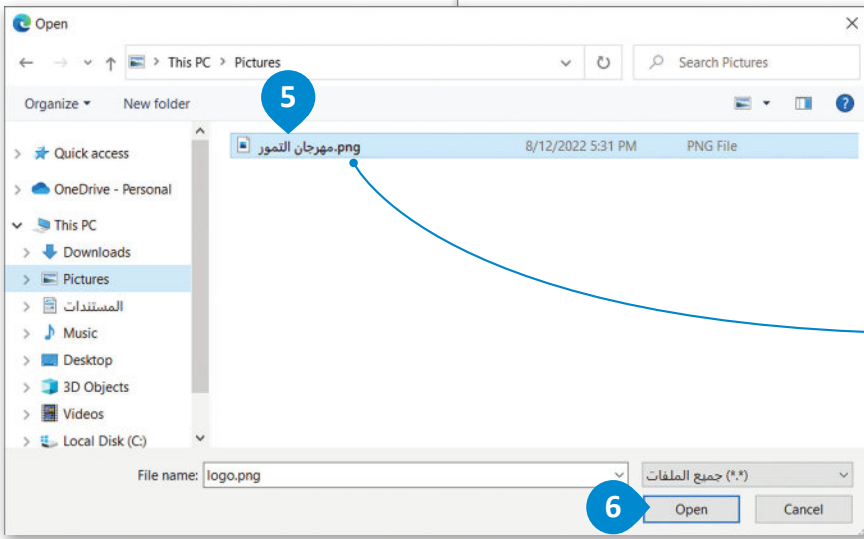 Open
This PC > Pictures
Search Pictures
Organize
New folder
5
Quick access
OneDrive - Personal
This PC
Downloads
Pictures
المستندات
Music
Desktop
3D Objects
Videos
Local Disk (C:)
مهرجان التمور.png
8/12/2022 5:31 PM
PNG File
File name: logo.png
جميع الملفات (*.*)
6
Open
Cancel